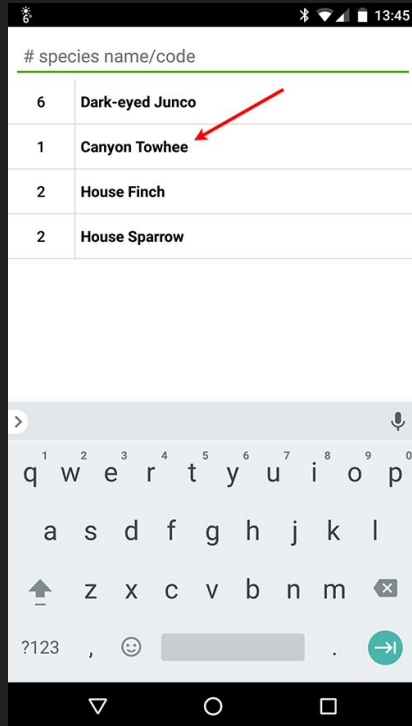 6° 13:45
# species name/code
6 Dark-eyed Junco
1 Canyon Towhee
2 House Finch
2 House Sparrow
1 2 3 4 5 6 7 8 9 0
q w e r t y u i o p
a s d f g h j k l
z x c v b n m
?123 , .